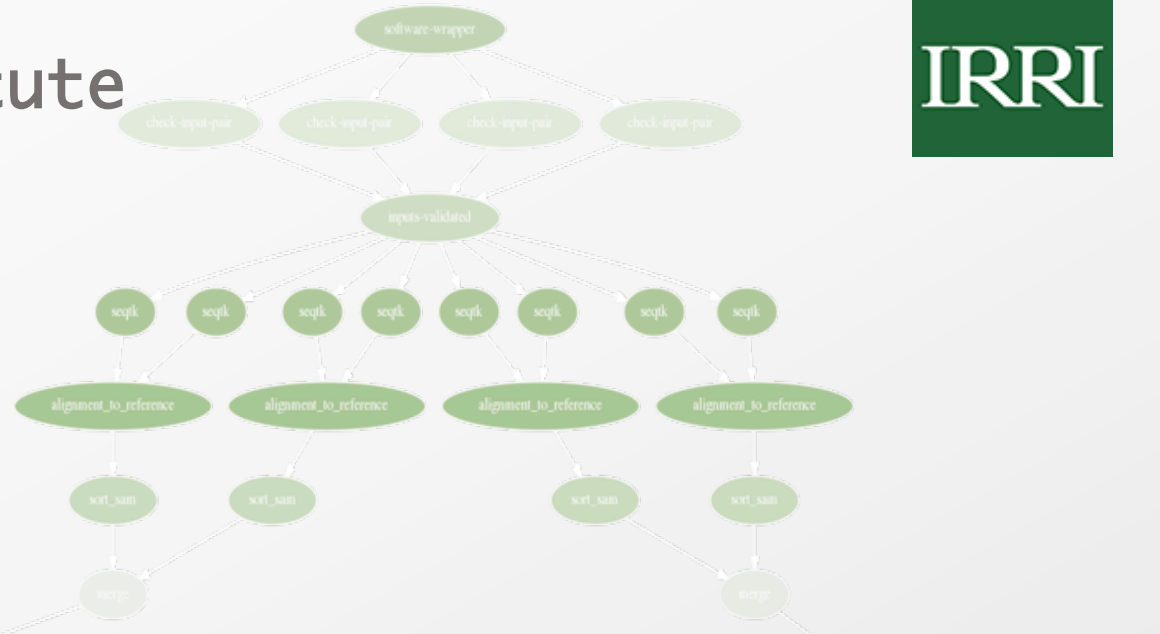 software-wrapper
tute
IRRI
check-input-pair check-input-pair check-input-pair check-input-pair
inputs-validated
seqtk seqtk seqtk seqtk seqtk seqtk seqtk seqtk
alignment_to_reference alignment_to_reference alignment_to_reference alignment_to_reference
sort_sam sort_sam sort_sam sort_sam
merge merge